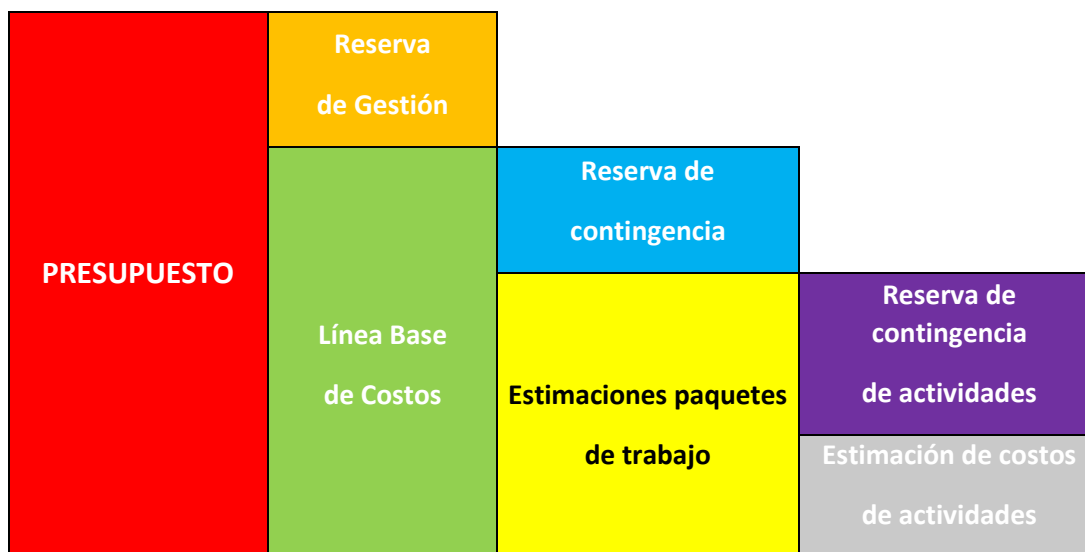 PRESUPUESTO
Reserva
de Gestión
Línea Base
de Costos
Reserva de
contingencia
Estimaciones paquetes
de trabajo
Reserva de
contingencia
de actividades
Estimación de costos
de actividades